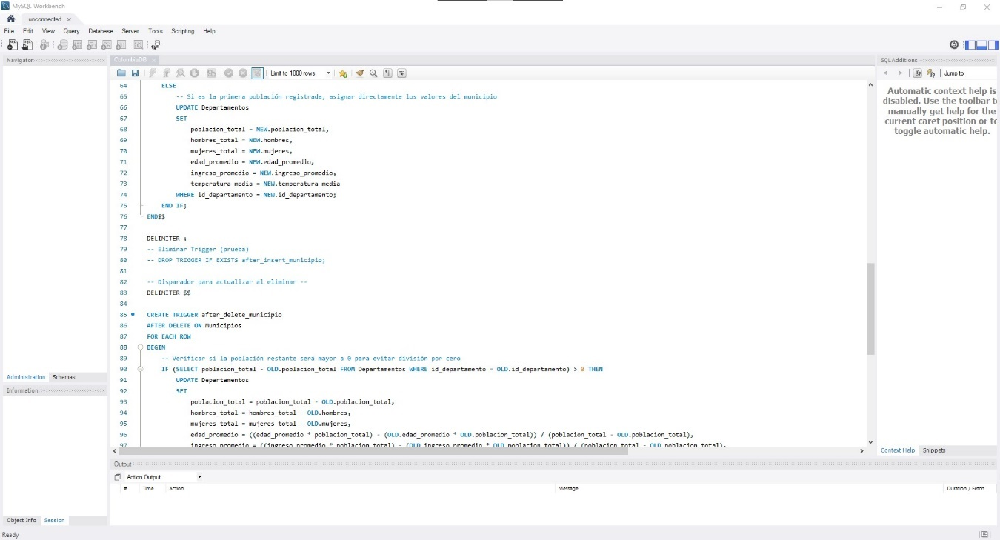 MySQL Workbench
unconnected
File Edit View Query Database Server Tools Scripting Help
Navigator
ColombiaDB
SQLAdditions
Limit to 1000 rows
Jump to
Automatic context help is
disabled. Use the toolbar to
manually get help for the
current caret position or to
toggle automatic help.
64 ELSE
65 -- Si es la primera población registrada, asignar directamente los valores del municipio
66 UPDATE Departamentos
67 SET
68 poblacion_total = NEW.poblacion_total,
69 hombres_total = NEW.hombres,
70 mujeres_total = NEW.mujeres,
71 edad_promedio = NEW.edad_promedio,
72 ingreso_promedio = NEW.ingreso_promedio,
73 temperatura_media = NEW.temperatura_media
74 WHERE id_departamento = NEW.id_departamento;
75 END IF;
76 END$$
77
78 DELIMITER ;
79 -- Eliminar Trigger (prueba)
80 -- DROP TRIGGER IF EXISTS after_insert_municipio;
81
82 -- Disparador para actualizar al eliminar --
83 DELIMITER $$
84
85 CREATE TRIGGER after_delete_municipio
86 AFTER DELETE ON Municipios
87 FOR EACH ROW
88 BEGIN
89 -- Verificar si la población restante será mayor a 0 para evitar división por cero
90 IF (SELECT poblacion_total - OLD.poblacion_total FROM Departamentos WHERE id_departamento = OLD.id_departamento) > 0 THEN
91 UPDATE Departamentos
92 SET
93 poblacion_total = poblacion_total - OLD.poblacion_total,
94 hombres_total = hombres_total - OLD.hombres,
95 mujeres_total = mujeres_total - OLD.mujeres,
96 edad_promedio = ((edad_promedio * poblacion_total) - (OLD.edad_promedio * OLD.poblacion_total)) / (poblacion_total - OLD.poblacion_total),
97 ingreso_promedio = ((ingreso_promedio * poblacion_total) - (OLD.ingreso_promedio * OLD.poblacion_total)) / (poblacion_total - OLD.poblacion_total),
Administration Schemas
Information
Context Help Snippets
Output
Action Output
# Time Action Message Duration / Fetch
Object Info Session
Ready